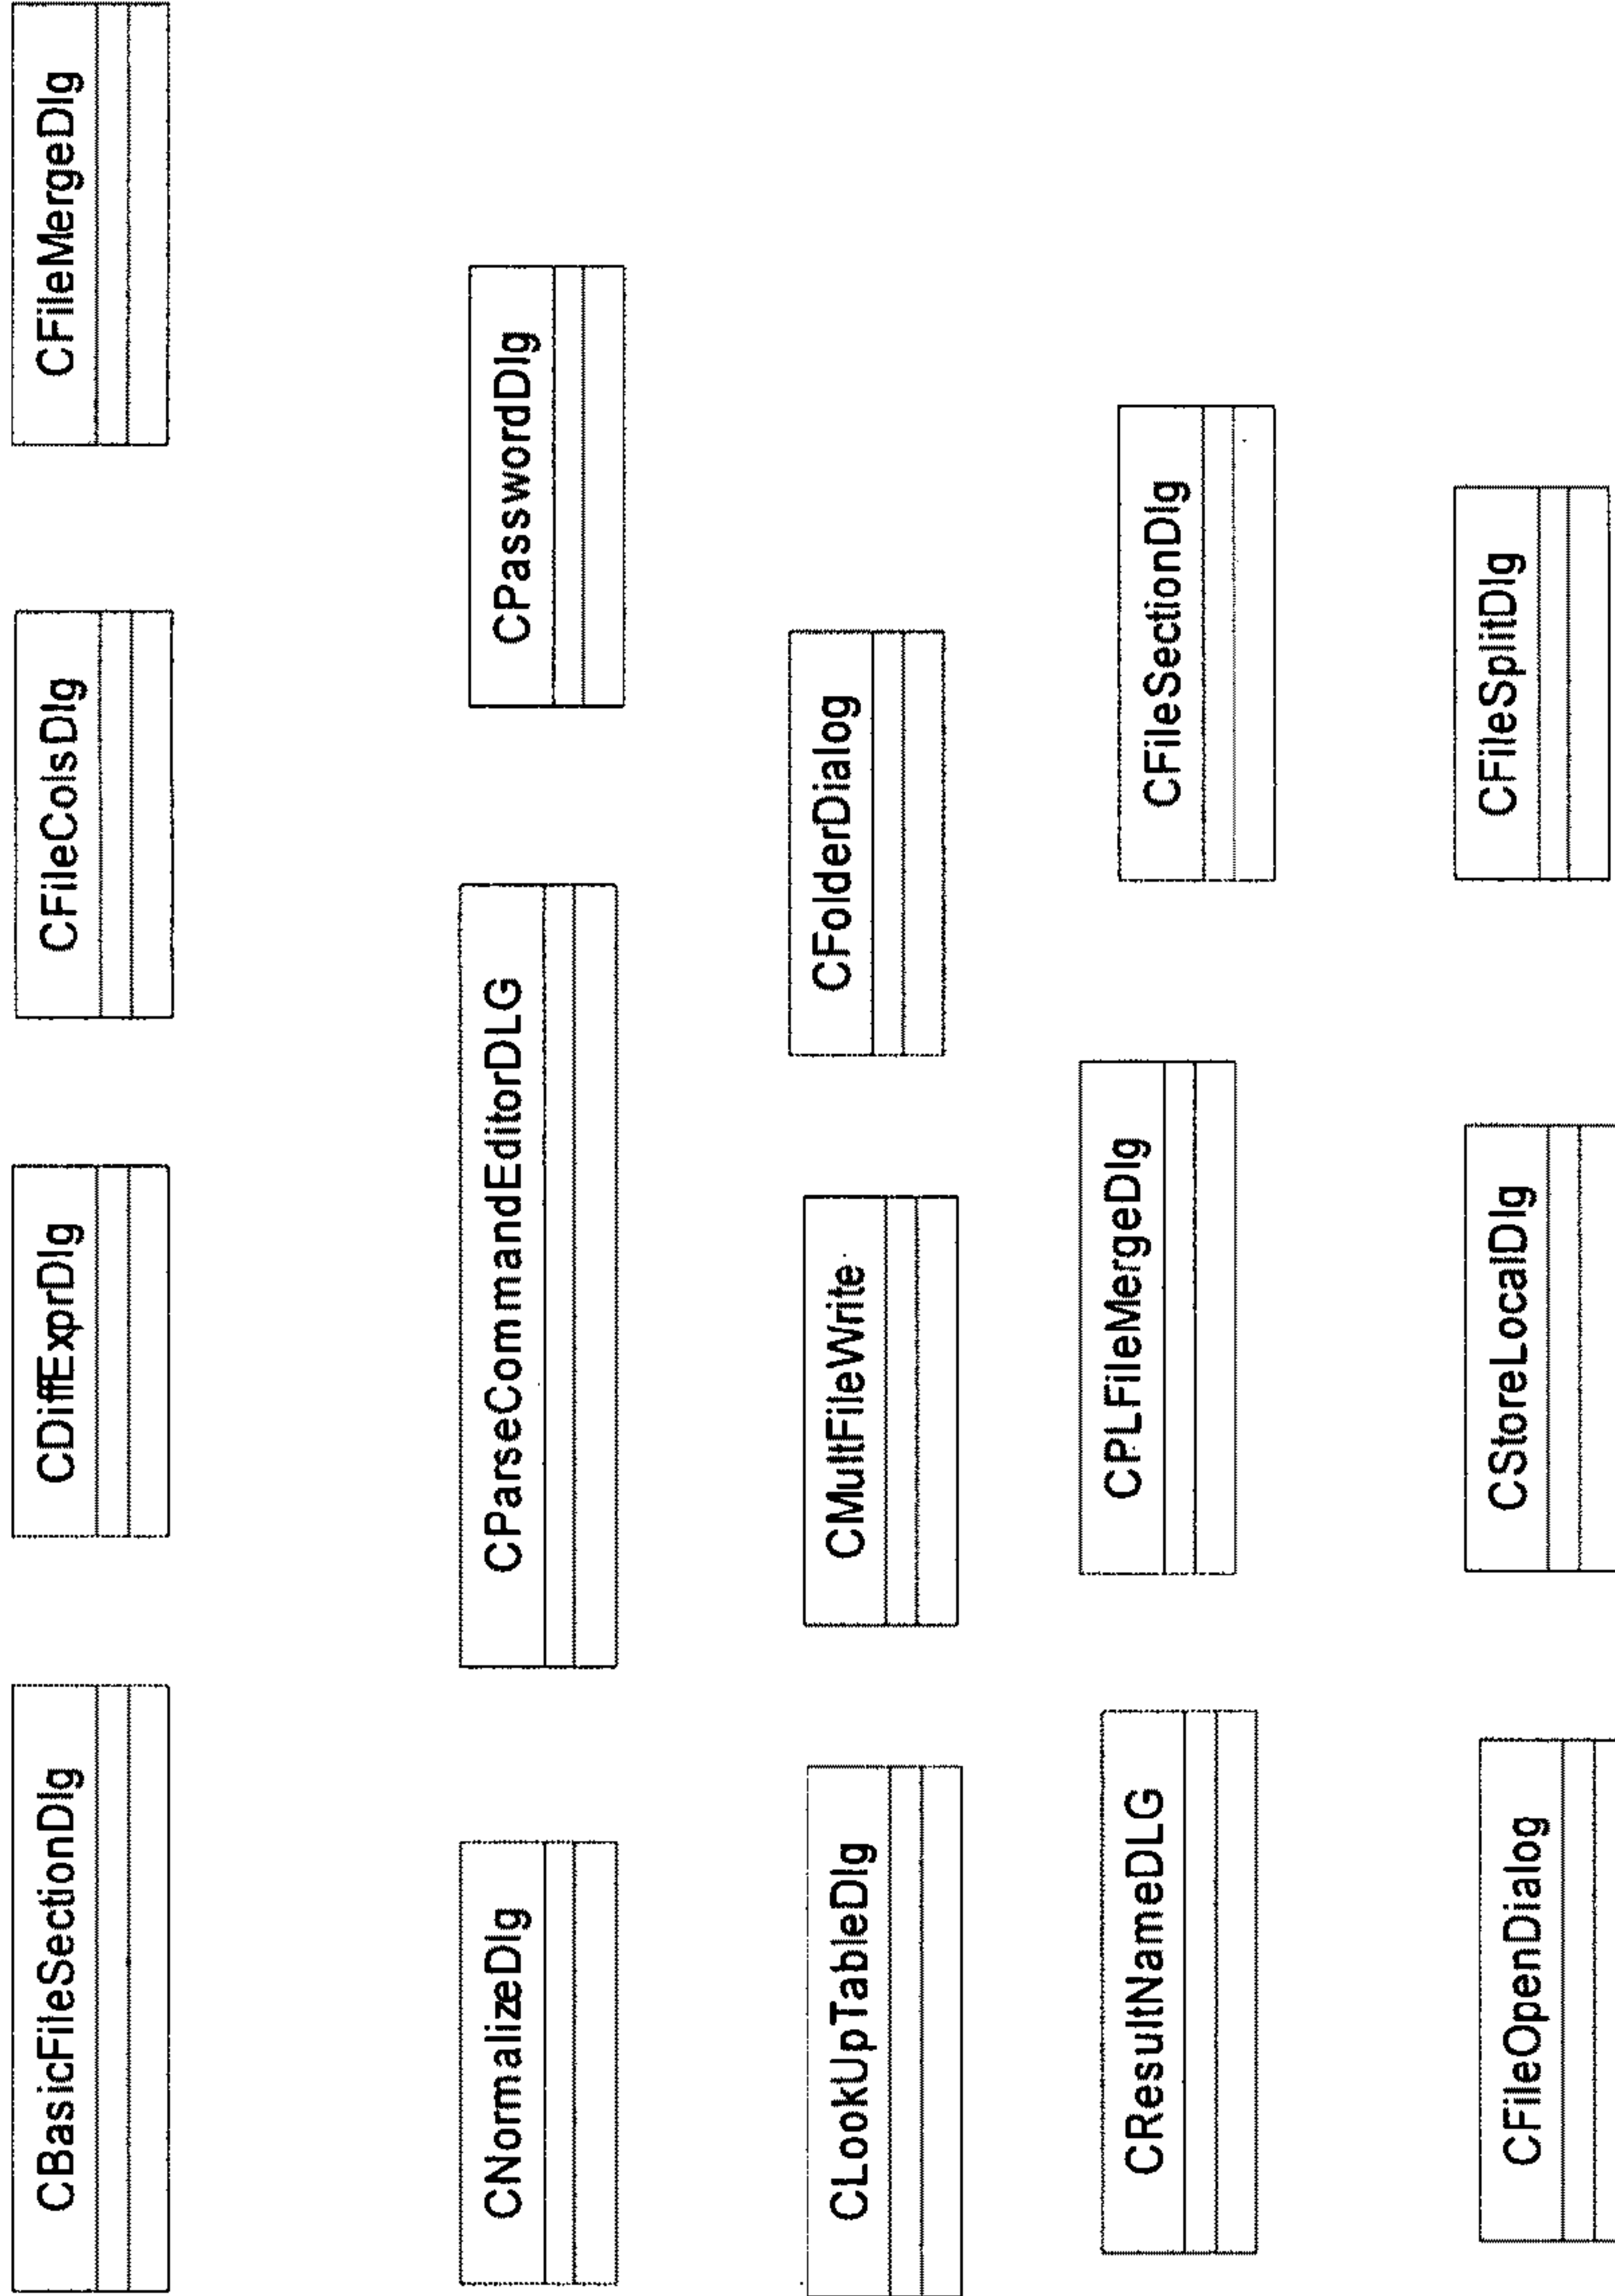 CBasicFileSectionDlg
CDiffExprDlg
CFileColsDlg
CFileMergeDlg
CNormalizeDlg
CParseCommandEditorDLG
CPasswordDlg
CLookUpTableDlg
CMultFileWrite
CFolderDialog
CResultNameDLG
CPLFileMergeDlg
CFileSectionDlg
CFileOpenDialog
CStoreLocalDlg
CFileSplitDlg